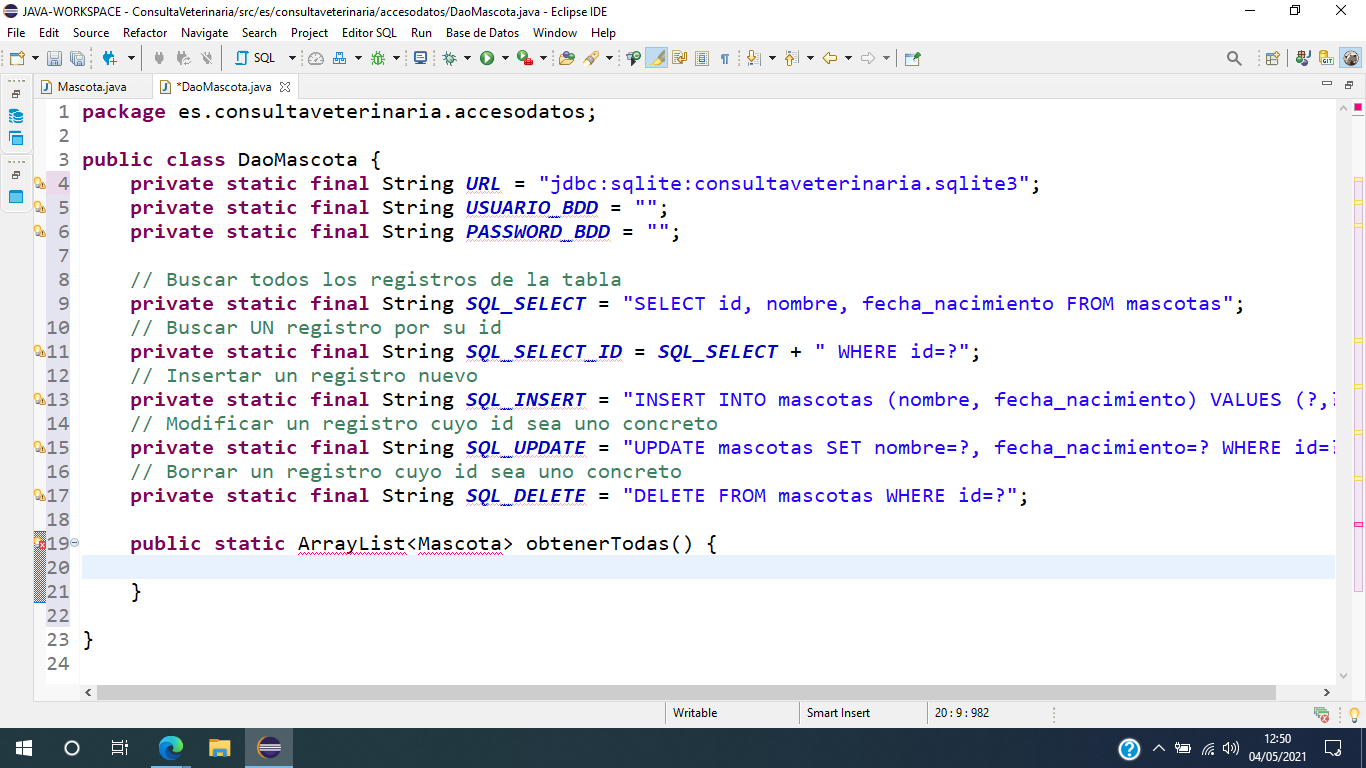 JAVA-WORKSPACE - ConsultaVeterinaria/src/es/consultaveterinaria/accesodatos/DaoMascota.java - Eclipse IDE
File Edit Source Refactor Navigate Search Project Editor SQL Run Base de Datos Window Help
SQL
Mascota.java *DaoMascota.java
1 package es.consultaveterinaria.accesodatos;
2
3 public class DaoMascota {
4 private static final String URL = "jdbc:sqlite:consultaveterinaria.sqlite3";
5 private static final String USUARIO_BDD = "";
6 private static final String PASSWORD_BDD = "";
7
8 // Buscar todos los registros de la tabla
9 private static final String SQL_SELECT = "SELECT id, nombre, fecha_nacimiento FROM mascotas";
10 // Buscar UN registro por su id
11 private static final String SQL_SELECT_ID = SQL_SELECT + " WHERE id=?";
12 // Insertar un registro nuevo
13 private static final String SQL_INSERT = "INSERT INTO mascotas (nombre, fecha_nacimiento) VALUES (?,?
14 // Modificar un registro cuyo id sea uno concreto
15 private static final String SQL_UPDATE = "UPDATE mascotas SET nombre=?, fecha_nacimiento=? WHERE id=?
16 // Borrar un registro cuyo id sea uno concreto
17 private static final String SQL_DELETE = "DELETE FROM mascotas WHERE id=?";
18
19 public static ArrayList<Mascota> obtenerTodas() {
20
21 }
22
23 }
24
Writable Smart Insert 20 : 9 : 982
12:50
04/05/2021